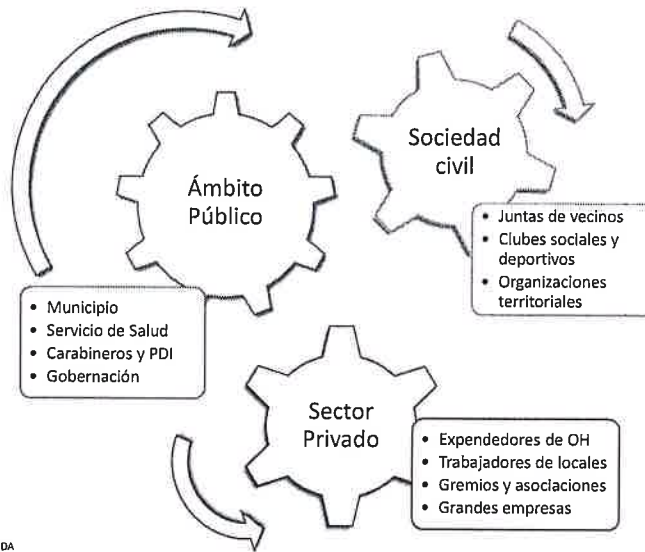 Ámbito
Público
• Municipio
• Servicio de Salud
• Carabineros y PDI
• Gobernación
Sociedad
civil
• Juntas de vecinos
• Clubes sociales y
deportivos
• Organizaciones
territoriales
Sector
Privado
• Expendedores de OH
• Trabajadores de locales
• Gremios y asociaciones
• Grandes empresas
DA